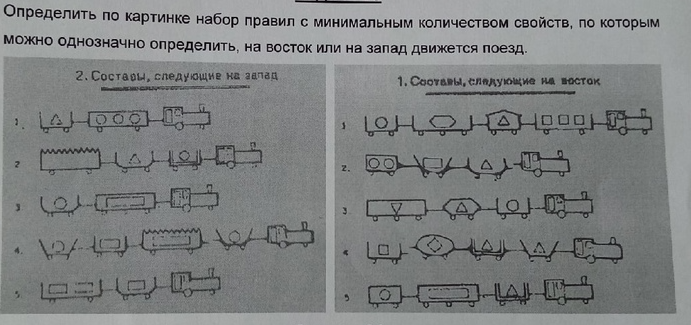 Определить по картинке набор правил с минимальным количеством свойств, по которым
можно однозначно определить, на восток или на запад движется поезд.
2. Составы, следующие на запад
1.
2
3
4.
5.
1. Составы, следующие на восток
1
2.
3.
4
5